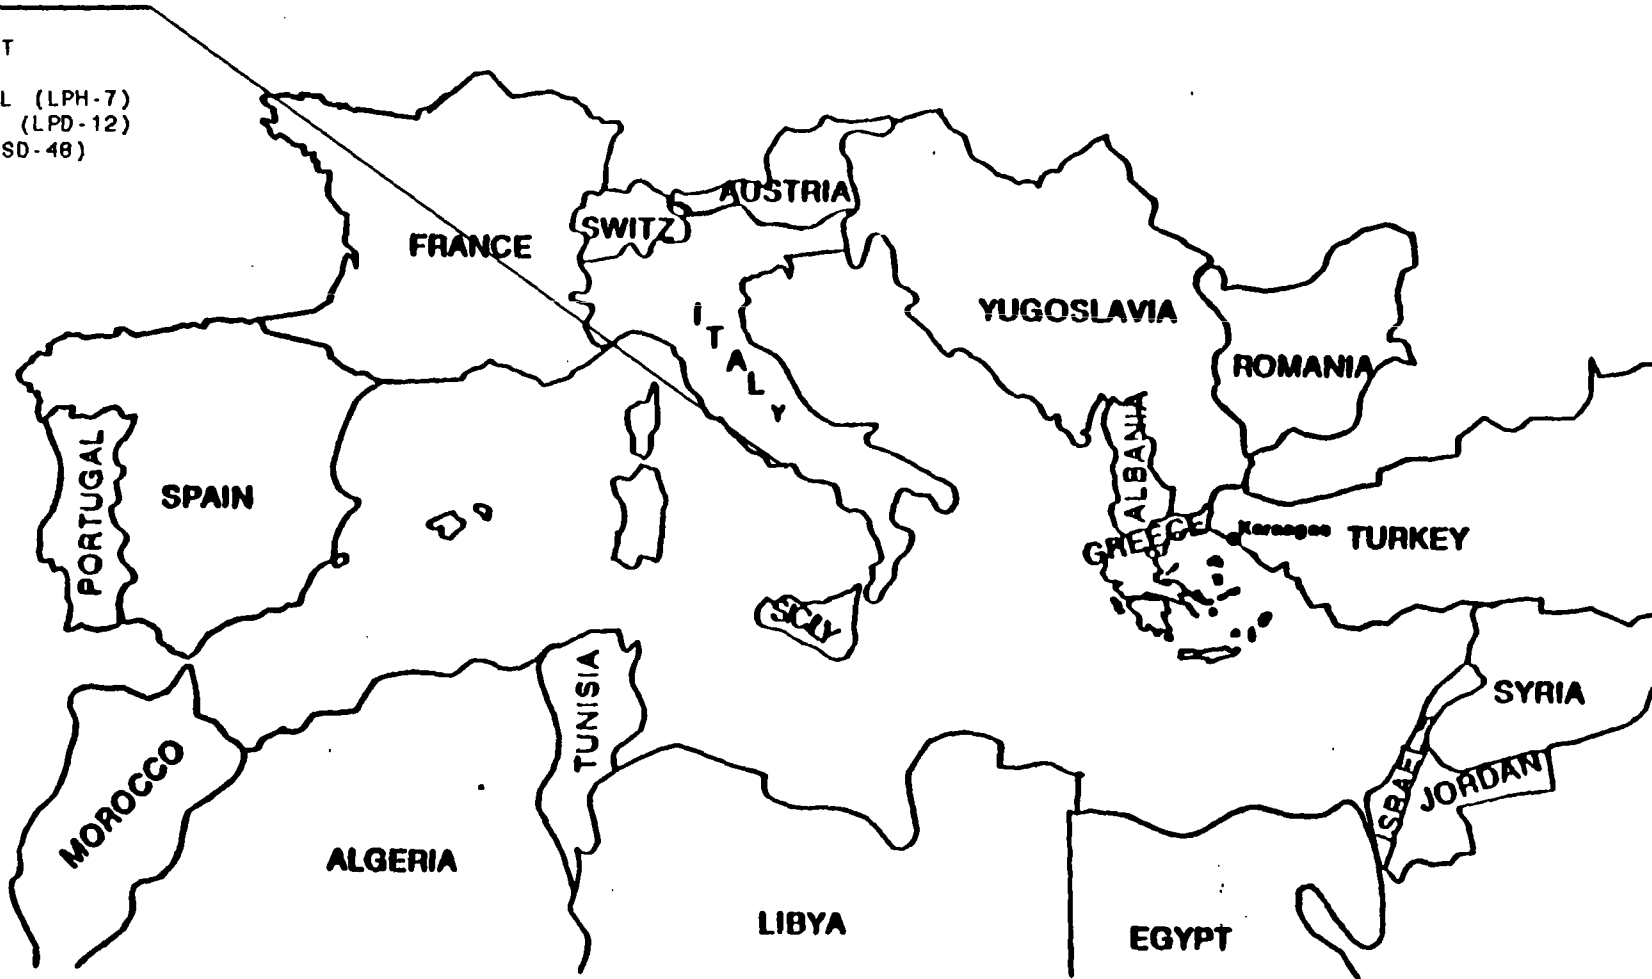 T
L (LPH-7)
(LPD-12)
SD-48)
AUSTRIA
SWITZ
FRANCE
ITALY
YUGOSLAVIA
ROMANIA
ALBANIA
PORTUGAL
SPAIN
GREECE
TURKEY
SICILY
TUNISIA
SYRIA
MOROCCO
ISRAEL
JORDAN
ALGERIA
LIBYA
EGYPT